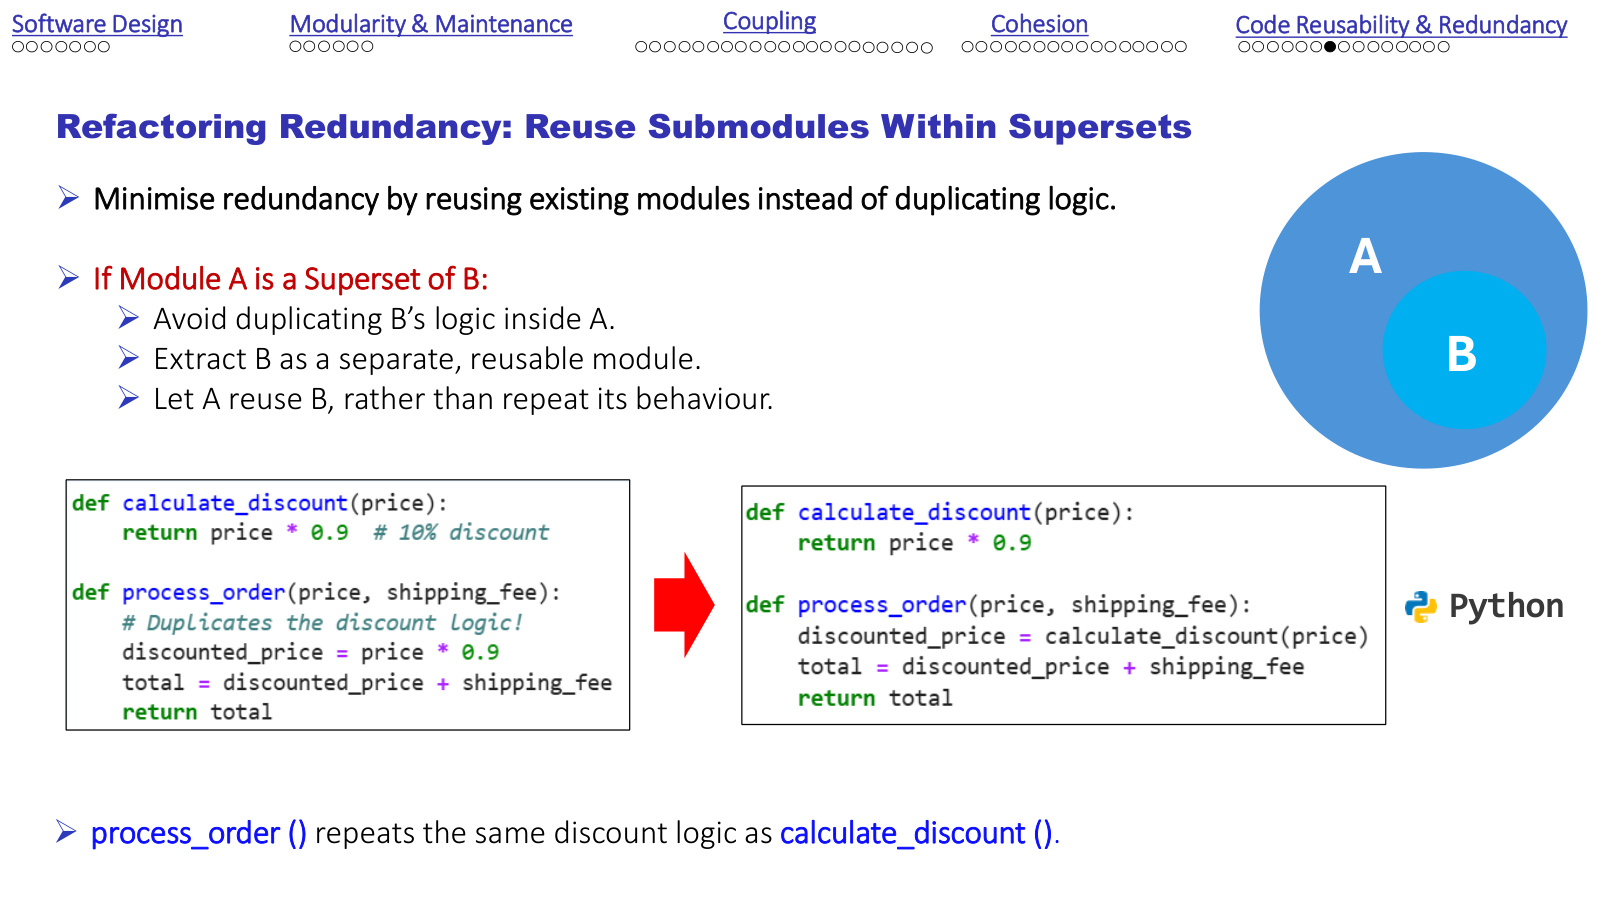 Software Design
Modularity & Maintenance
Coupling
Cohesion
Code Reusability & Redundancy
Refactoring Redundancy: Reuse Submodules Within Supersets
Minimise redundancy by reusing existing modules instead of duplicating logic.
If Module A is a Superset of B:
Avoid duplicating B’s logic inside A.
Extract B as a separate, reusable module.
Let A reuse B, rather than repeat its behaviour.
A
B
def calculate_discount(price):
    return price * 0.9  # 10% discount
def process_order(price, shipping_fee):
    # Duplicates the discount logic!
    discounted_price = price * 0.9
    total = discounted_price + shipping_fee
    return total
def calculate_discount(price):
    return price * 0.9
def process_order(price, shipping_fee):
    discounted_price = calculate_discount(price)
    total = discounted_price + shipping_fee
    return total
Python
process_order () repeats the same discount logic as calculate_discount ().